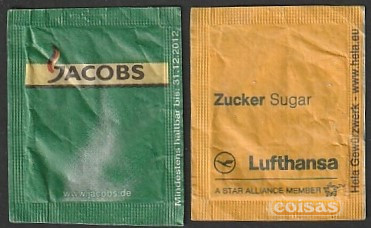 JACOBS
www.jacobs.de
Mindestens haltbar bis: 31.12.2012
Zucker Sugar
Lufthansa
A STAR ALLIANCE MEMBER
Hela Gewürzwerk - www.hela.eu
coisas